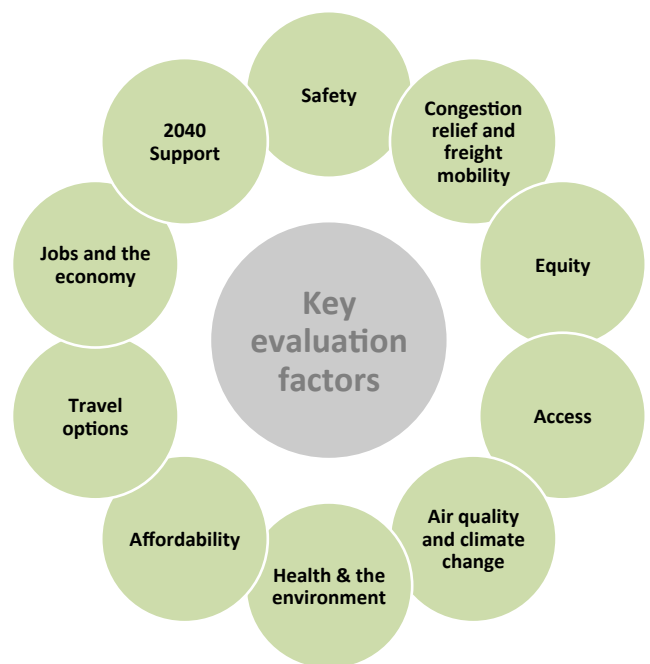 Safety
Congestion
relief and
freight
mobility
Equity
Access
Air quality
and climate
change
Health & the
environment
Affordability
Travel
options
Jobs and the
economy
2040
Support
Key
evaluation
factors